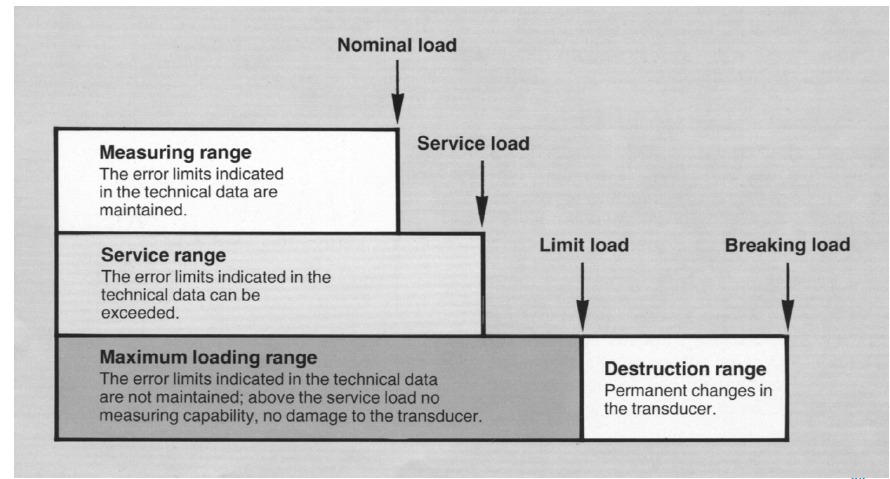 Nominal load
Measuring range
The error limits indicated
in the technical data are
maintained.
Service load
Service range
The error limits indicated in the
technical data can be
exceeded.
Limit load
Breaking load
Maximum loading range
The error limits indicated in the technical data
are not maintained; above the service load no
measuring capability, no damage to the transducer.
Destruction range
Permanent changes in
the transducer.